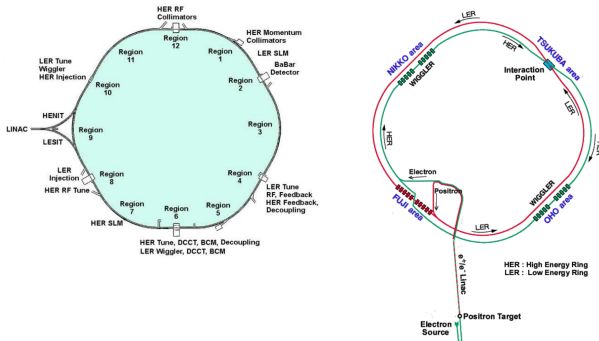 HER RF
Collimators
Region
12
HER Momentum
Collimators
Region
1
LER SLM
BaBar
Detector
Region
2
Region
3
Region
4
LER Tune
RF, Feedback
HER Feedback,
Decoupling
Region
5
Region
6
HER Tune, DCCT, BCM, Decoupling
LER Wiggler, DCCT, BCM
Region
7
HER SLM
Region
8
LER
Injection
HER RF Tune
Region
9
HENIT
LINAC
LESIT
Region
10
LER Tune
Wiggler
HER Injection
Region
11
LER
HER
TSUKUBA area
NIKKO area
WIGGLER
Interaction
Point
LER
HER
HER
Electron
Positron
FUJI area
WIGGLER
OHO area
LER
HER : High Energy Ring
LER : Low Energy Ring
e+/e- Linac
Positron Target
Electron
Source